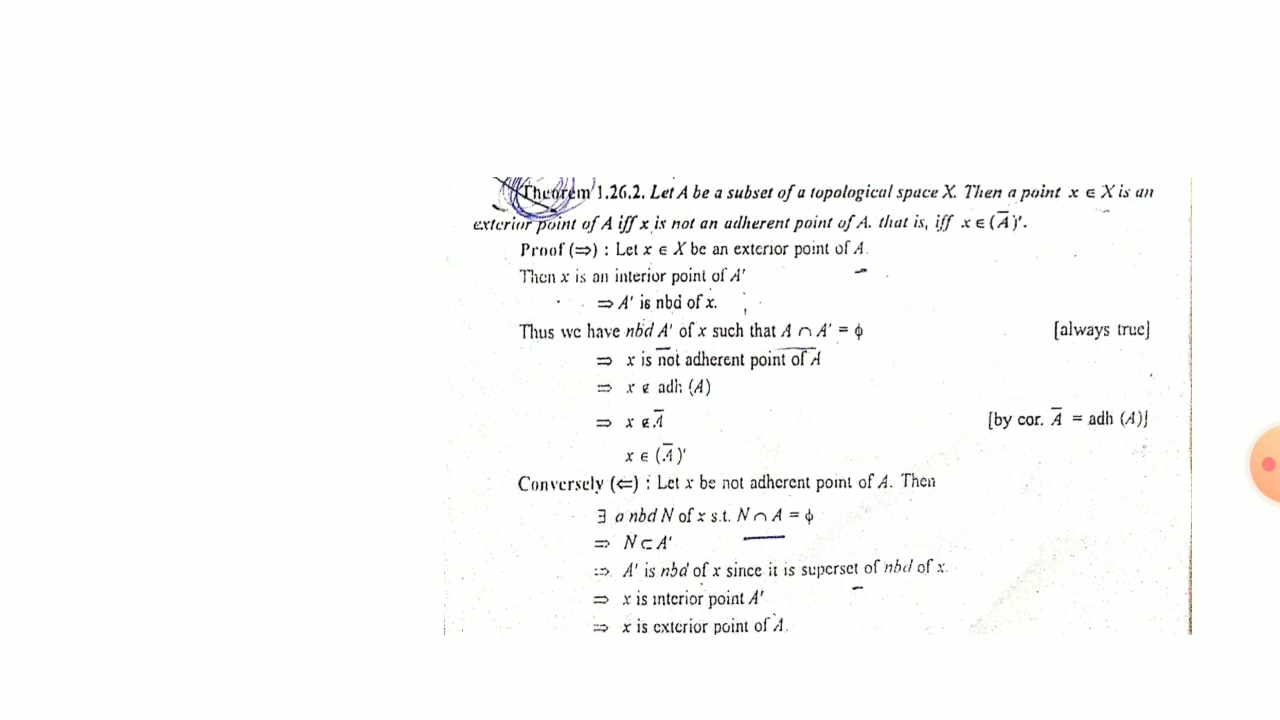 Theorem 1.26.2. Let A be a subset of a topological space X. Then a point x ∈ X is an
exterior point of A iff x is not an adherent point of A. that is, iff x ∈ (A̅)'.
Proof (⇒) : Let x ∈ X be an exterior point of A.
Then x is an interior point of A'
⇒ A' is nbd of x.
Thus we have nbd A' of x such that A ∩ A' = ϕ [always true]
⇒ x is not adherent point of A
⇒ x ∉ adh (A)
⇒ x ∉ A̅ [by cor. A̅ = adh (A)]
x ∈ (A̅)'
Conversely (⇐) : Let x be not adherent point of A. Then
∃ a nbd N of x s.t. N ∩ A = ϕ
⇒ N ⊂ A'
⇒ A' is nbd of x since it is superset of nbd of x.
⇒ x is interior point A'
⇒ x is exterior point of A.